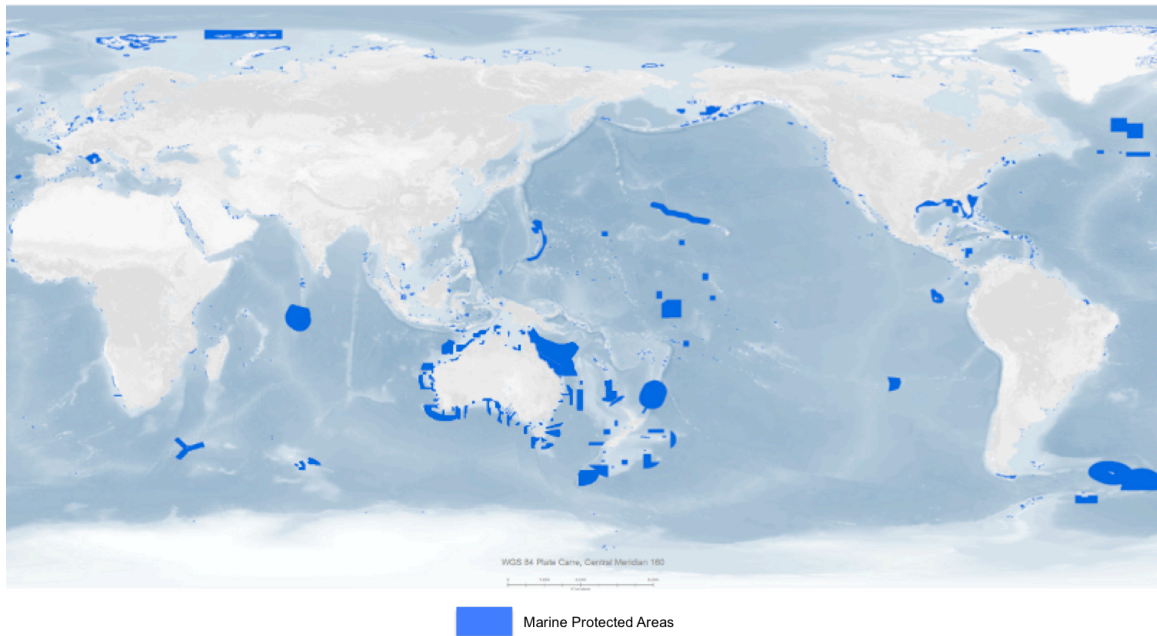 WGS 84 Plate Carre, Central Meridian 160
Marine Protected Areas